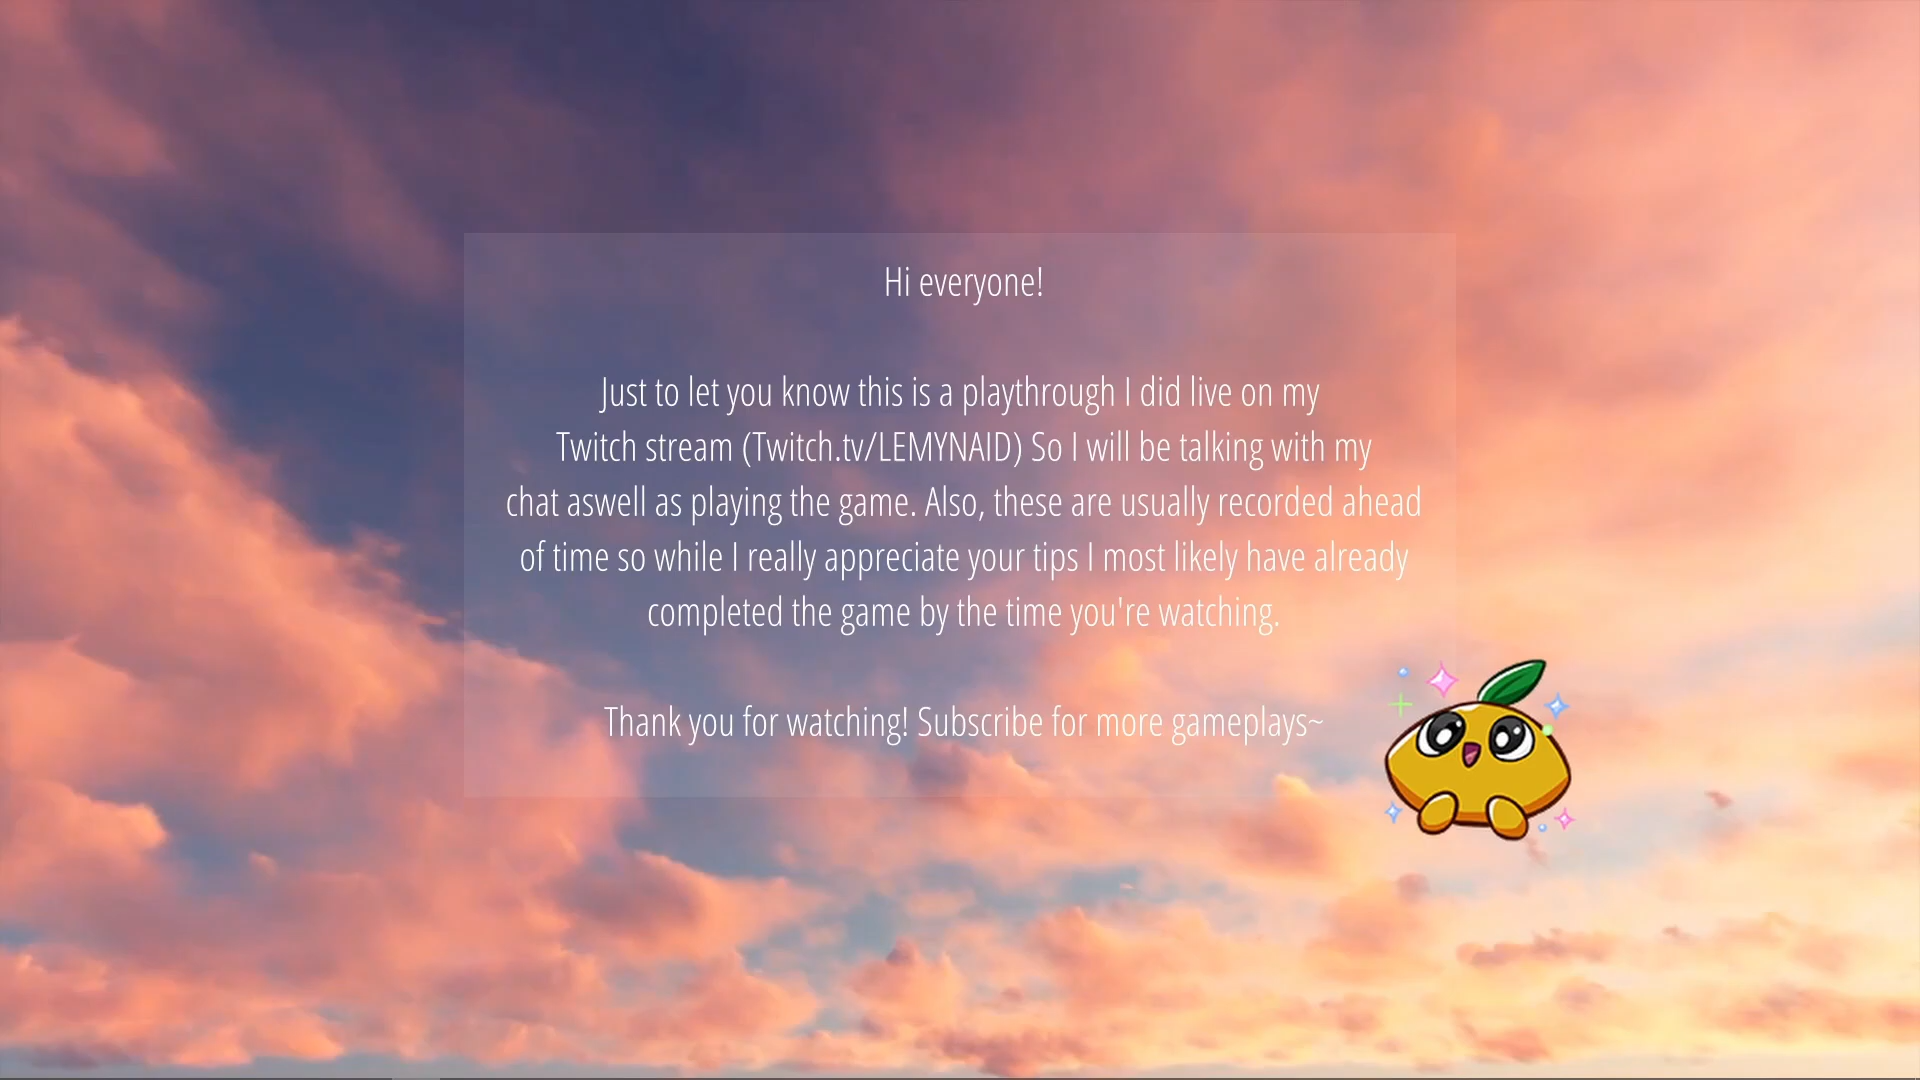 Hi everyone!
Just to let you know this is a playthrough I did live on my
Twitch stream (Twitch.tv/LEMYNAID) So I will be talking with my
chat aswell as playing the game. Also, these are usually recorded ahead
of time so while I really appreciate your tips I most likely have already
completed the game by the time you're watching.
Thank you for watching! Subscribe for more gameplays~